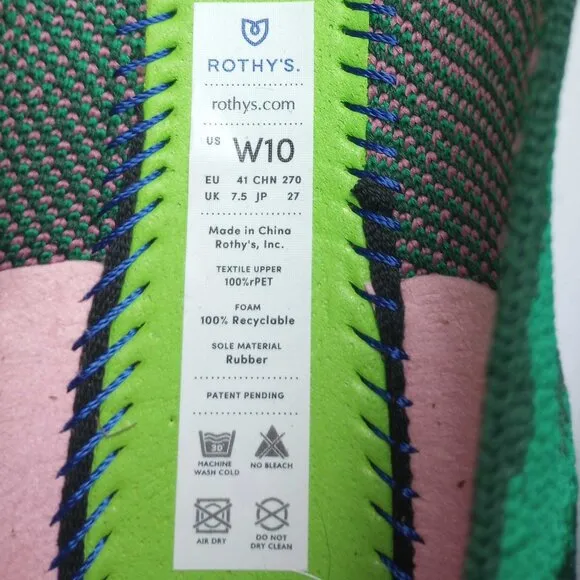 ROTHY'S.
rothys.com
US W10
EU 41 CHN 270
UK 7.5 JP 27
Made in China
Rothy's, Inc.
TEXTILE UPPER
100%rPET
FOAM
100% Recyclable
SOLE MATERIAL
Rubber
PATENT PENDING
30
MACHINE
WASH COLD
NO BLEACH
AIR DRY
DO NOT
DRY CLEAN